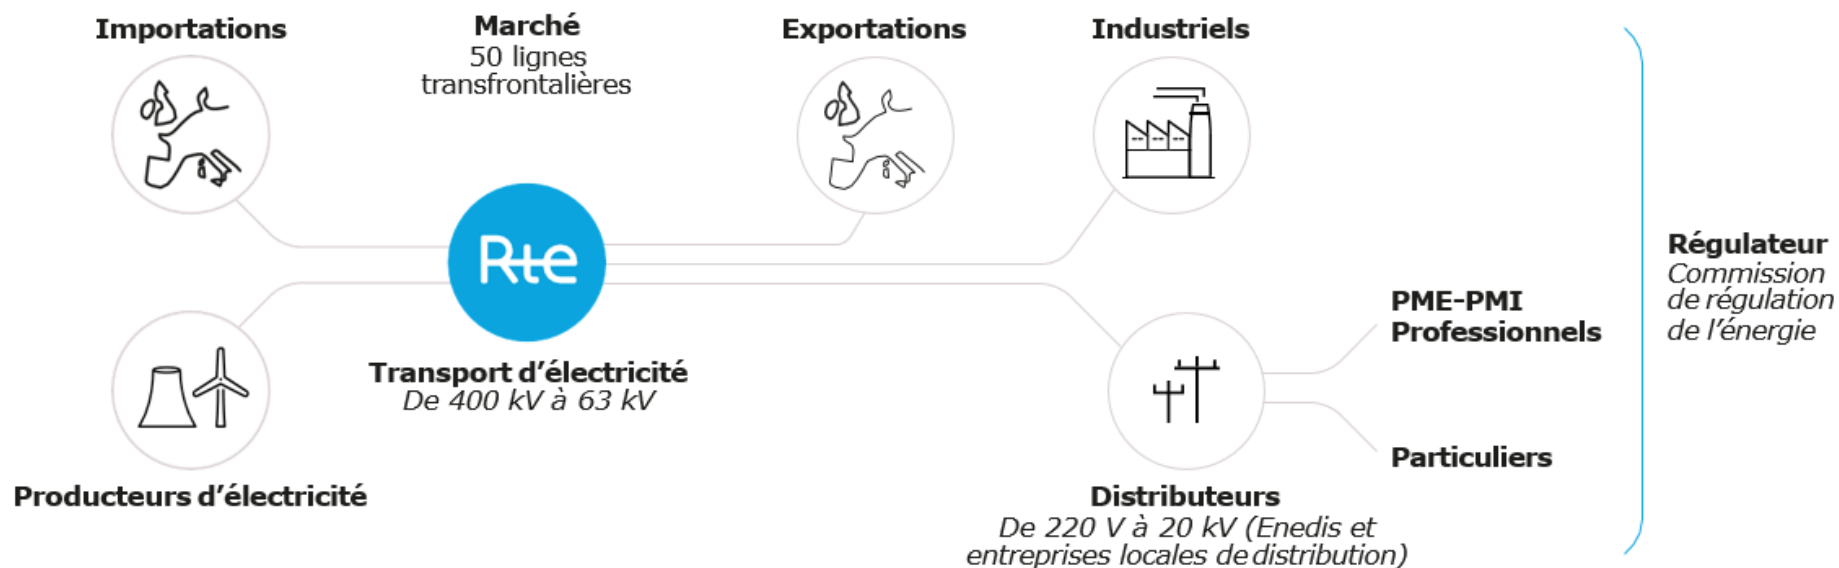 Importations
Marché
50 lignes
transfrontalières
Exportations
Industriels
Rte
Transport d'électricité
De 400 kV à 63 kV
Producteurs d'électricité
Distributeurs
De 220 V à 20 kV (Enedis et
entreprises locales de distribution)
PME-PMI
Professionnels
Particuliers
Régulateur
Commission
de régulation
de l'énergie